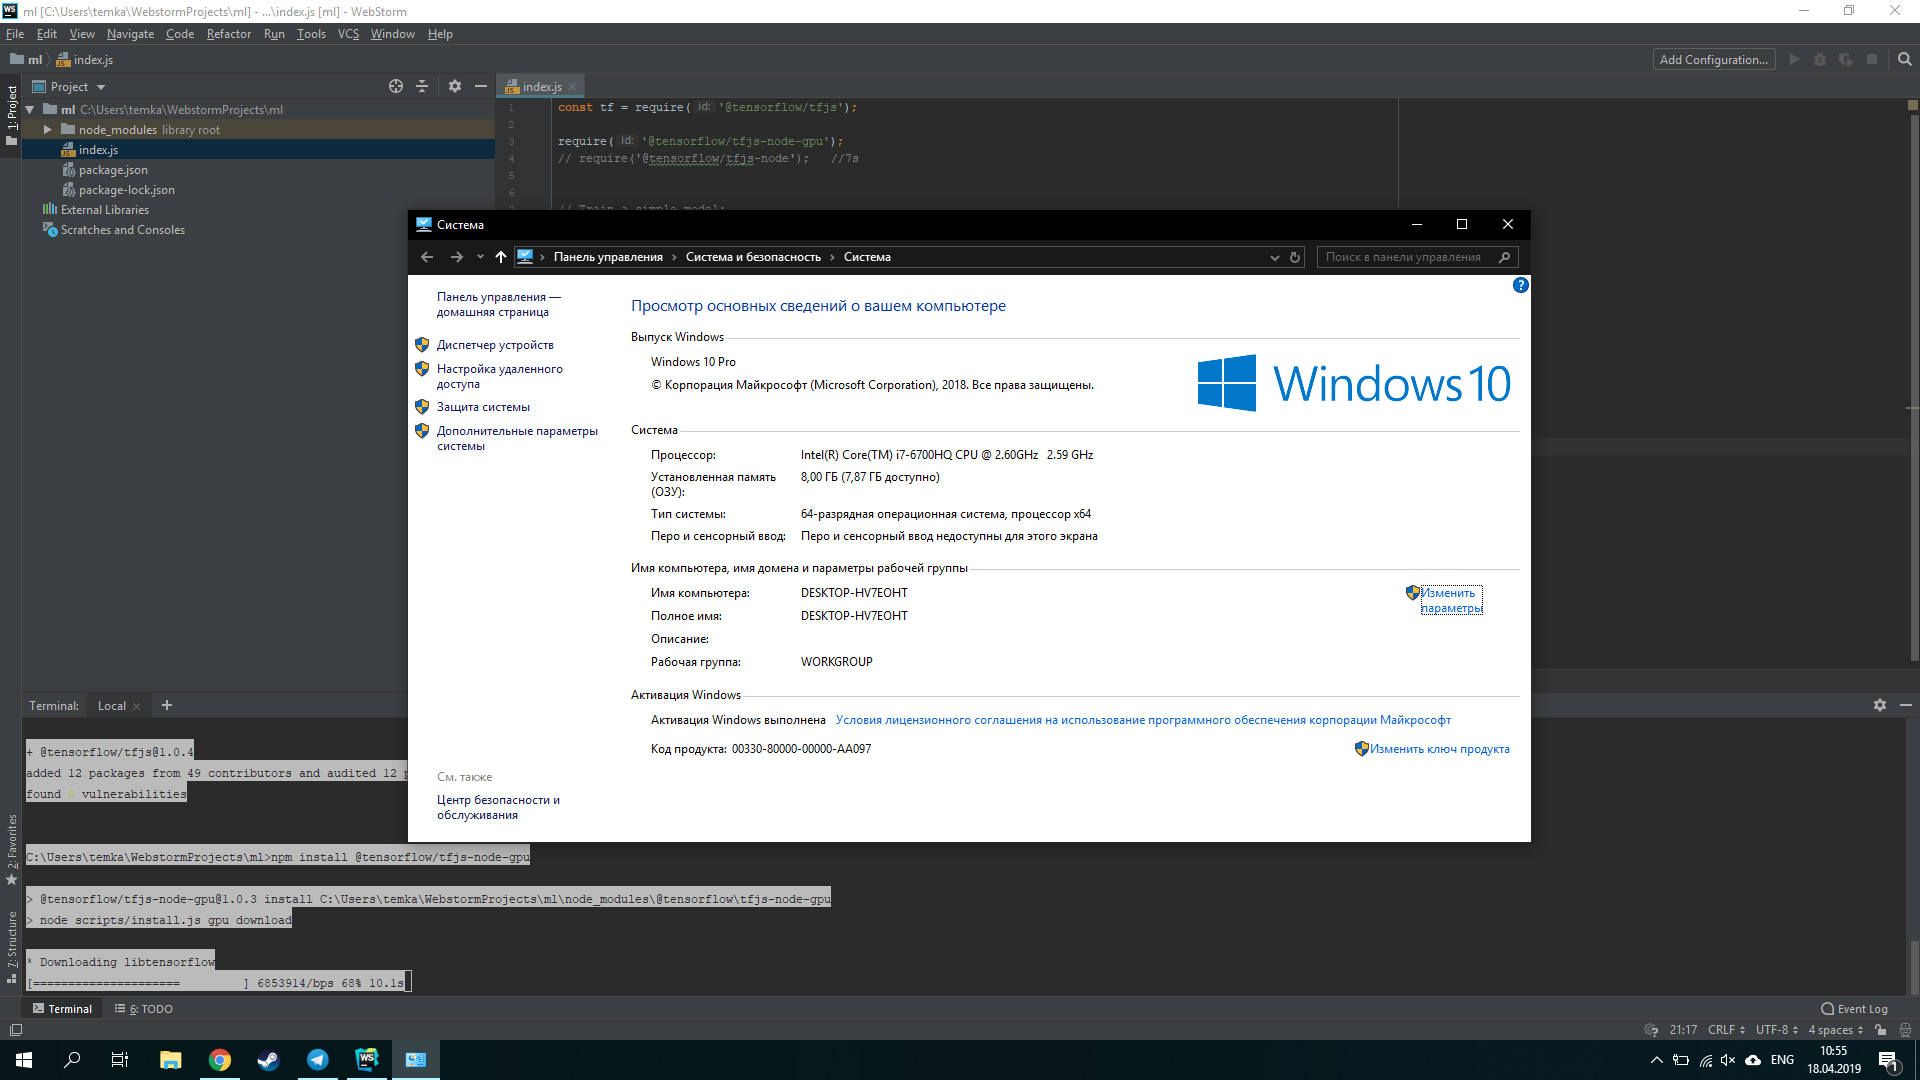 ml [C:\Users\temka\WebstormProjects\ml] - ...\index.js [ml] - WebStorm
File Edit View Navigate Code Refactor Run Tools VCS Window Help
ml index.js Add Configuration...
Project
index.js
1: Project
ml C:\Users\temka\WebstormProjects\ml
node_modules library root
index.js
package.json
package-lock.json
External Libraries
Scratches and Consoles
1 const tf = require( id: '@tensorflow/tfjs');
2
3 require( id: '@tensorflow/tfjs-node-gpu');
4 // require('@tensorflow/tfjs-node'); //7s
5
6
7 // Train a simple model:
Система
Панель управления › Система и безопасность › Система
Поиск в панели управления
Панель управления —
домашняя страница
Диспетчер устройств
Настройка удаленного
доступа
Защита системы
Дополнительные параметры
системы
См. также
Центр безопасности и
обслуживания
Просмотр основных сведений о вашем компьютере
Выпуск Windows
Windows 10 Pro
© Корпорация Майкрософт (Microsoft Corporation), 2018. Все права защищены.
Windows 10
Система
Процессор: Intel(R) Core(TM) i7-6700HQ CPU @ 2.60GHz 2.59 GHz
Установленная память
(ОЗУ): 8,00 ГБ (7,87 ГБ доступно)
Тип системы: 64-разрядная операционная система, процессор x64
Перо и сенсорный ввод: Перо и сенсорный ввод недоступны для этого экрана
Имя компьютера, имя домена и параметры рабочей группы
Имя компьютера: DESKTOP-HV7EOHT
Изменить
параметры
Полное имя: DESKTOP-HV7EOHT
Описание:
Рабочая группа: WORKGROUP
Активация Windows
Активация Windows выполнена Условия лицензионного соглашения на использование программного обеспечения корпорации Майкрософт
Код продукта: 00330-80000-00000-AA097 Изменить ключ продукта
Terminal: Local
+ @tensorflow/tfjs@1.0.4
added 12 packages from 49 contributors and audited 12 p
found 0 vulnerabilities
C:\Users\temka\WebstormProjects\ml>npm install @tensorflow/tfjs-node-gpu
> @tensorflow/tfjs-node-gpu@1.0.3 install C:\Users\temka\WebstormProjects\ml\node_modules\@tensorflow\tfjs-node-gpu
> node scripts/install.js gpu download
* Downloading libtensorflow
[===================== ] 6853914/bps 68% 10.1s
2: Favorites
7: Structure
Terminal 6: TODO Event Log
21:17 CRLF UTF-8 4 spaces
ENG
10:55
18.04.2019
1